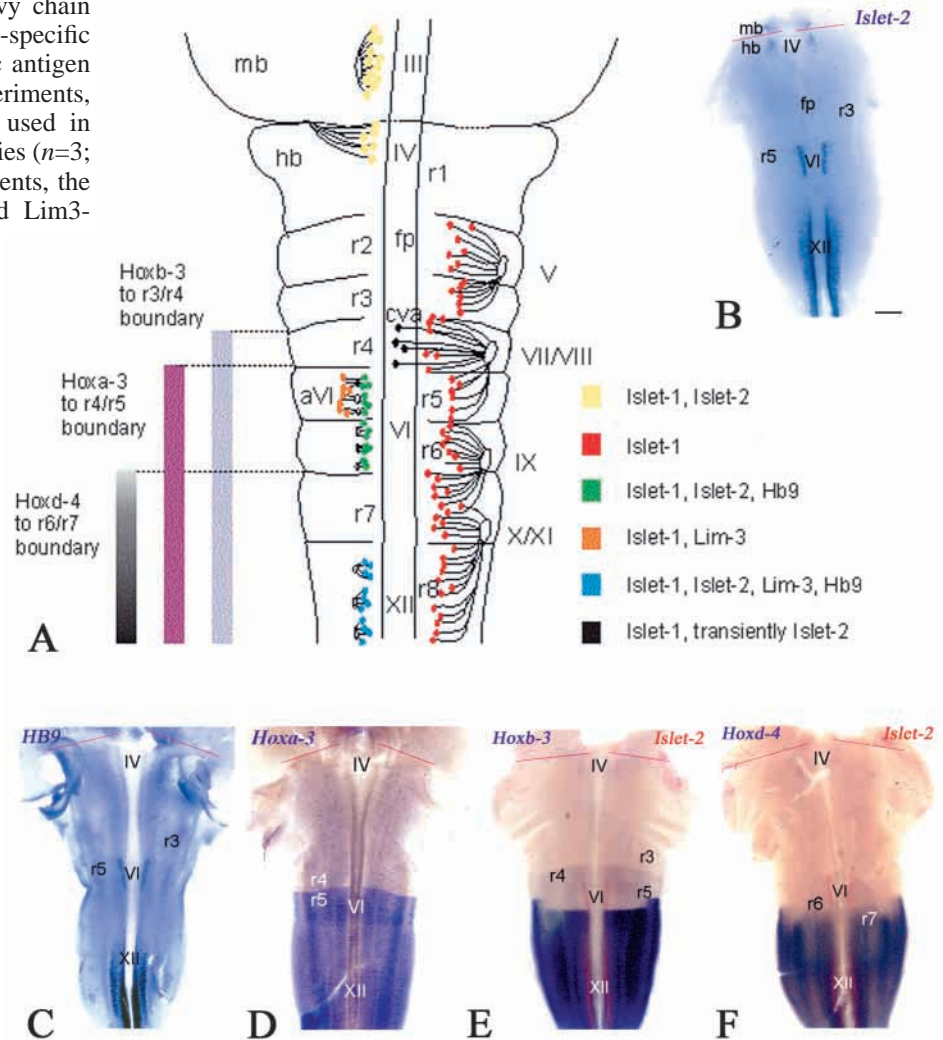 vy chain
-specific
c antigen
eriments,
used in
ies (n=3;
ents, the
d Lim3-
mb
III
hb
IV
r1
r2
fp
V
r3
cva
r4
VII/VIII
aVI
r5
VI
r6
IX
r7
X/XI
XII
r8
Hoxb-3
to r3/r4
boundary
Hoxa-3
to r4/r5
boundary
Hoxd-4
to r6/r7
boundary
A
Islet-2
mb
hb
IV
fp
r3
r5
VI
XII
B
Islet-1, Islet-2
Islet-1
Islet-1, Islet-2, Hb9
Islet-1, Lim-3
Islet-1, Islet-2, Lim-3, Hb9
Islet-1, transiently Islet-2
HB9
IV
r3
r5
VI
XII
C
Hoxa-3
IV
r4
r5
VI
XII
D
Hoxb-3
Islet-2
IV
r3
r4
VI
r5
XII
E
Hoxd-4
Islet-2
IV
VI
r6
r7
XII
F